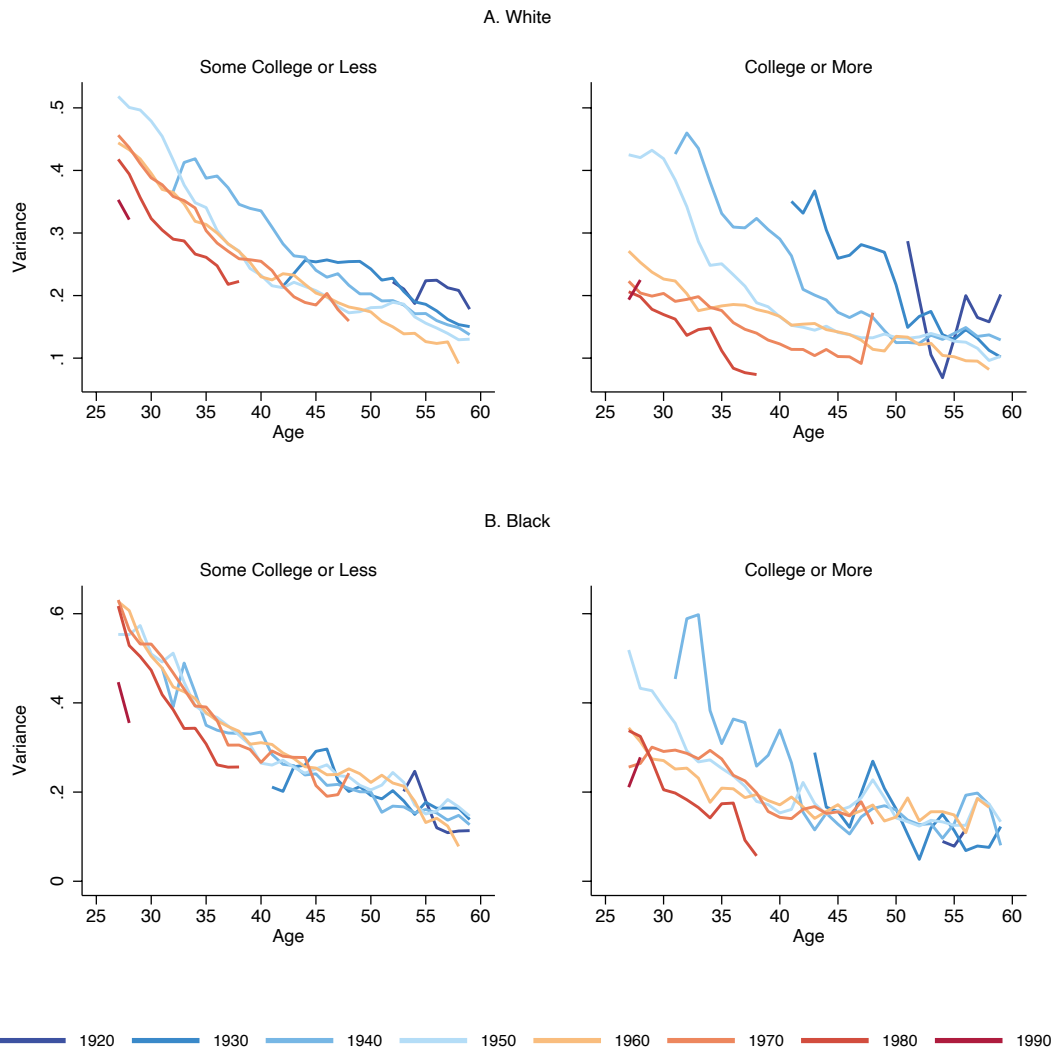 A. White
Some College or Less
College or More
Variance
.5
.4
.3
.2
.1
25 30 35 40 45 50 55 60
25 30 35 40 45 50 55 60
Age
Age
B. Black
Some College or Less
College or More
Variance
.6
.4
.2
0
25 30 35 40 45 50 55 60
25 30 35 40 45 50 55 60
Age
Age
1920 1930 1940 1950 1960 1970 1980 1990